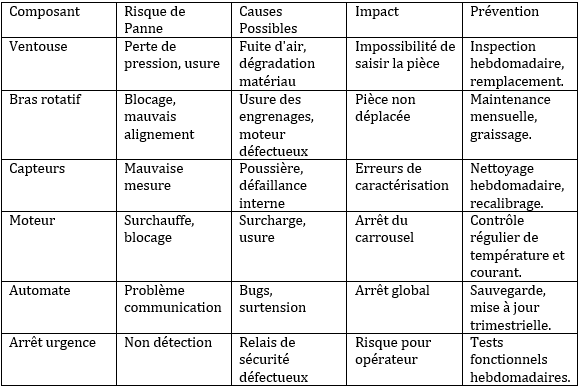 Composant Risque de Panne Causes Possibles Impact Prévention
Ventouse Perte de pression, usure Fuite d'air, dégradation matériau Impossibilité de saisir la pièce Inspection hebdomadaire, remplacement.
Bras rotatif Blocage, mauvais alignement Usure des engrenages, moteur défectueux Pièce non déplacée Maintenance mensuelle, graissage.
Capteurs Mauvaise mesure Poussière, défaillance interne Erreurs de caractérisation Nettoyage hebdomadaire, recalibrage.
Moteur Surchauffe, blocage Surcharge, usure Arrêt du carrousel Contrôle régulier de température et courant.
Automate Problème communication Bugs, surtension Arrêt global Sauvegarde, mise à jour trimestrielle.
Arrêt urgence Non détection Relais de sécurité défectueux Risque pour opérateur Tests fonctionnels hebdomadaires.